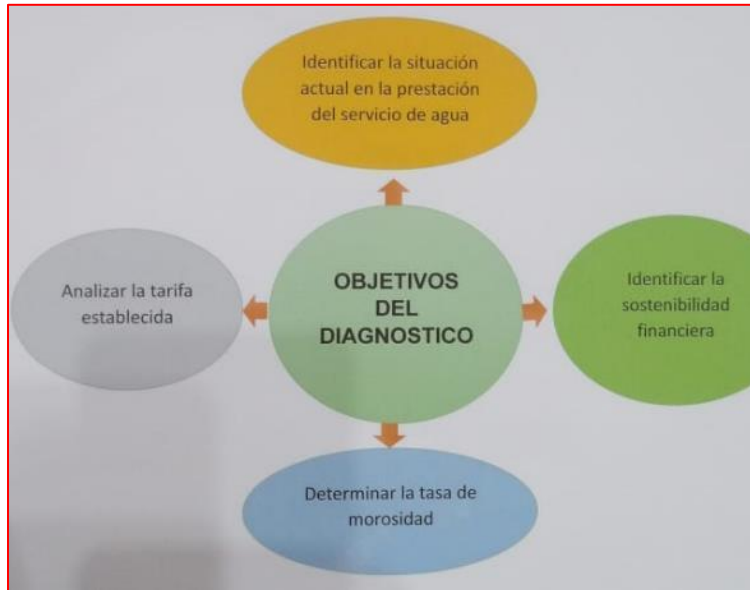 Identificar la situación
actual en la prestación
del servicio de agua
Analizar la tarifa
establecida
OBJETIVOS
DEL
DIAGNOSTICO
Identificar la
sostenibilidad
financiera
Determinar la tasa de
morosidad